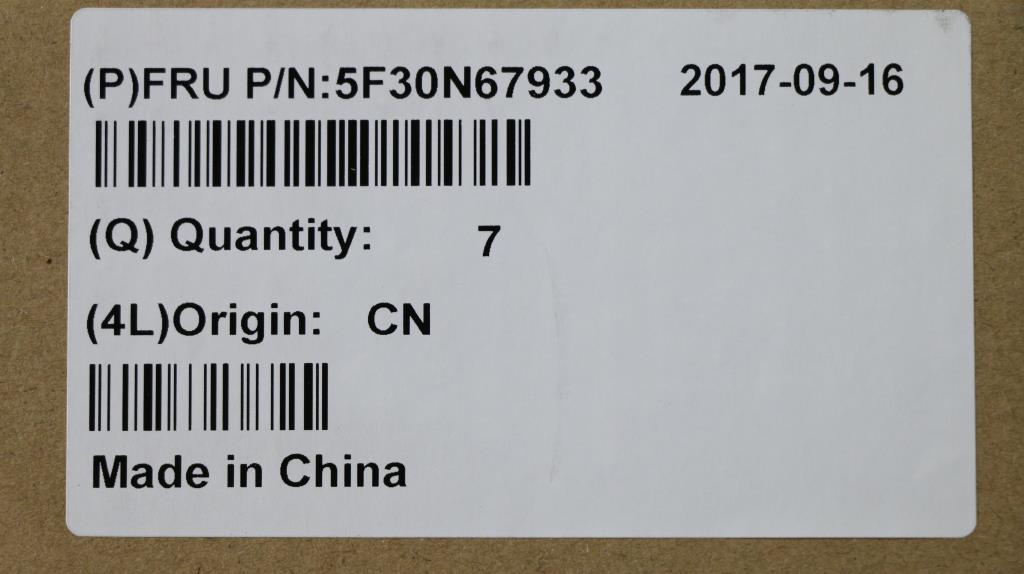 (P)FRU P/N:5F30N67933 2017-09-16
(Q) Quantity: 7
(4L)Origin: CN
Made in China